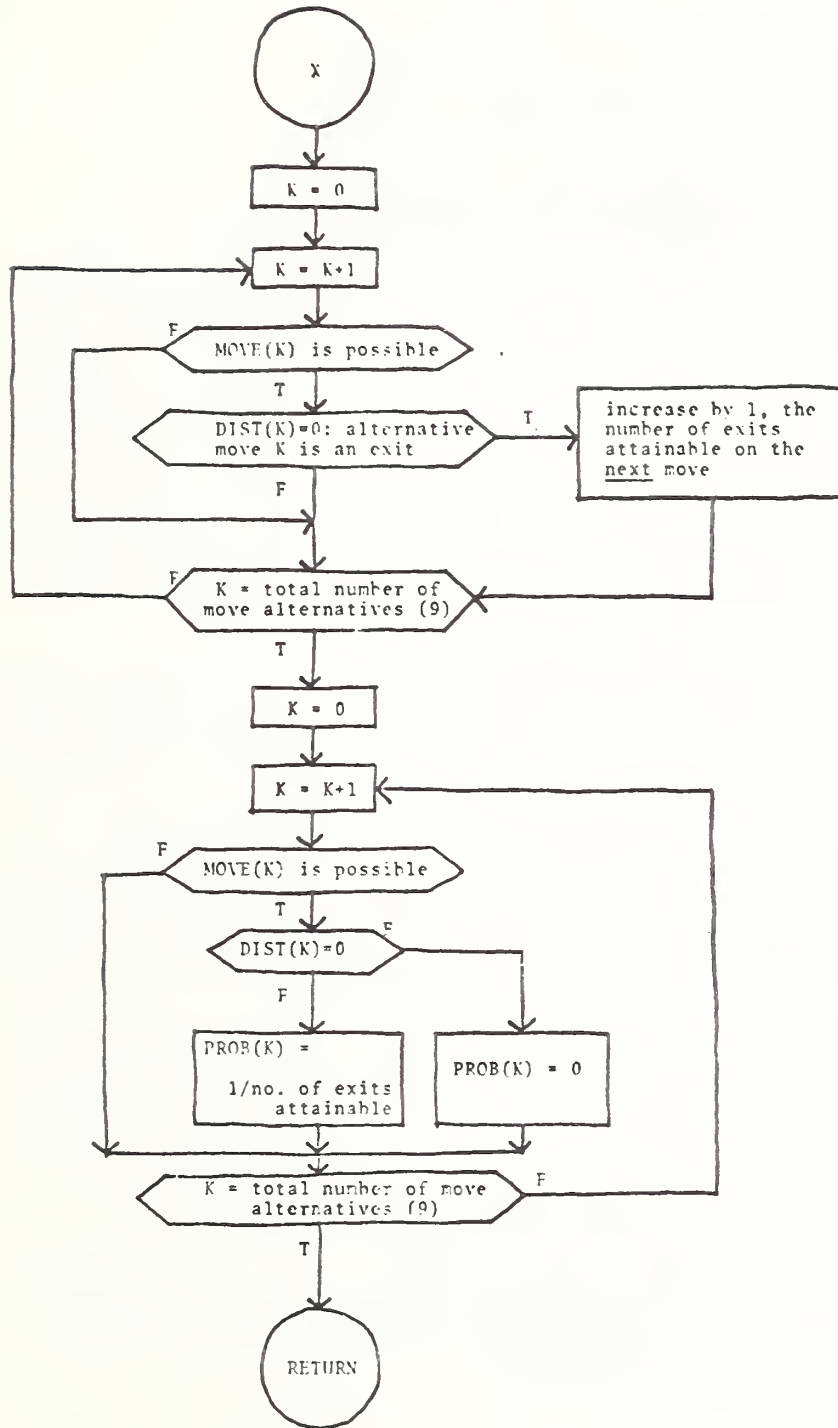 X
K = 0
K = K+1
F
MOVE(K) is possible
T
DIST(K)=0: alternative
move K is an exit
T
increase by 1, the
number of exits
attainable on the
next move
F
F
K = total number of
move alternatives (9)
T
K = 0
K = K+1
F
MOVE(K) is possible
T
F
DIST(K)=0
F
PROB(K) =
1/no. of exits
attainable
PROB(K) = 0
K = total number of move
alternatives (9)
F
T
RETURN